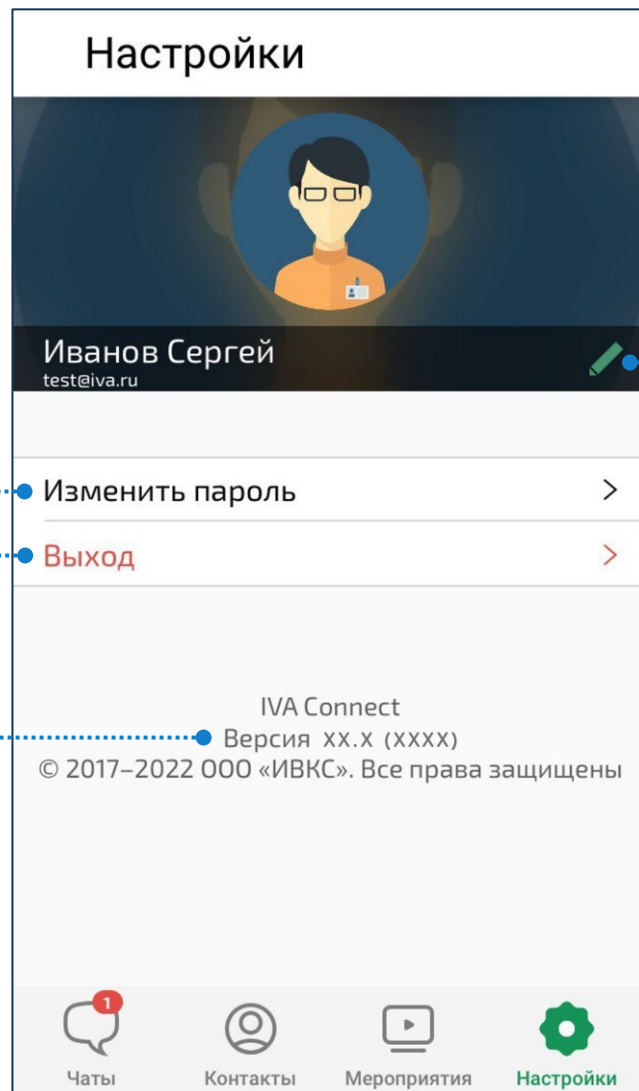 Настройки
Иванов Сергей
test@iva.ru
Изменить пароль
Выход
IVA Connect
Версия XX.X (XXXX)
© 2017–2022 ООО «ИВКС». Все права защищены
1
Чаты
Контакты
Мероприятия
Настройки